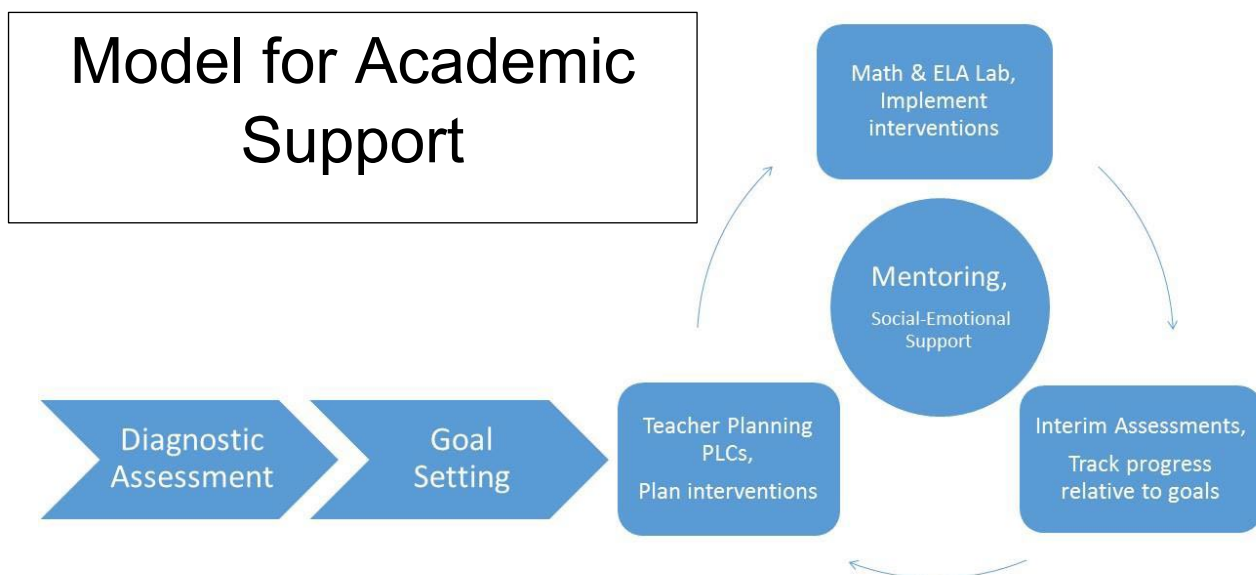 Model for Academic
Support
Math & ELA Lab,
Implement
interventions
Mentoring,
Social-Emotional
Support
Diagnostic
Assessment
Goal
Setting
Teacher Planning
PLCs,
Plan interventions
Interim Assessments,
Track progress
relative to goals